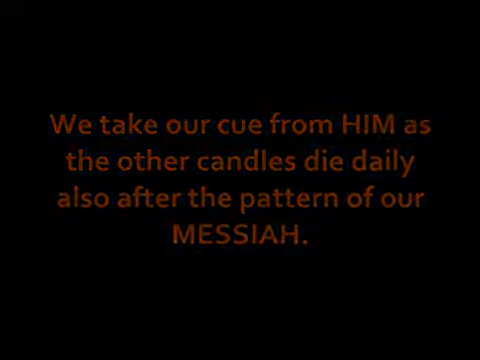 We take our cue from HIM as
the other candles die daily
also after the pattern of our
MESSIAH.